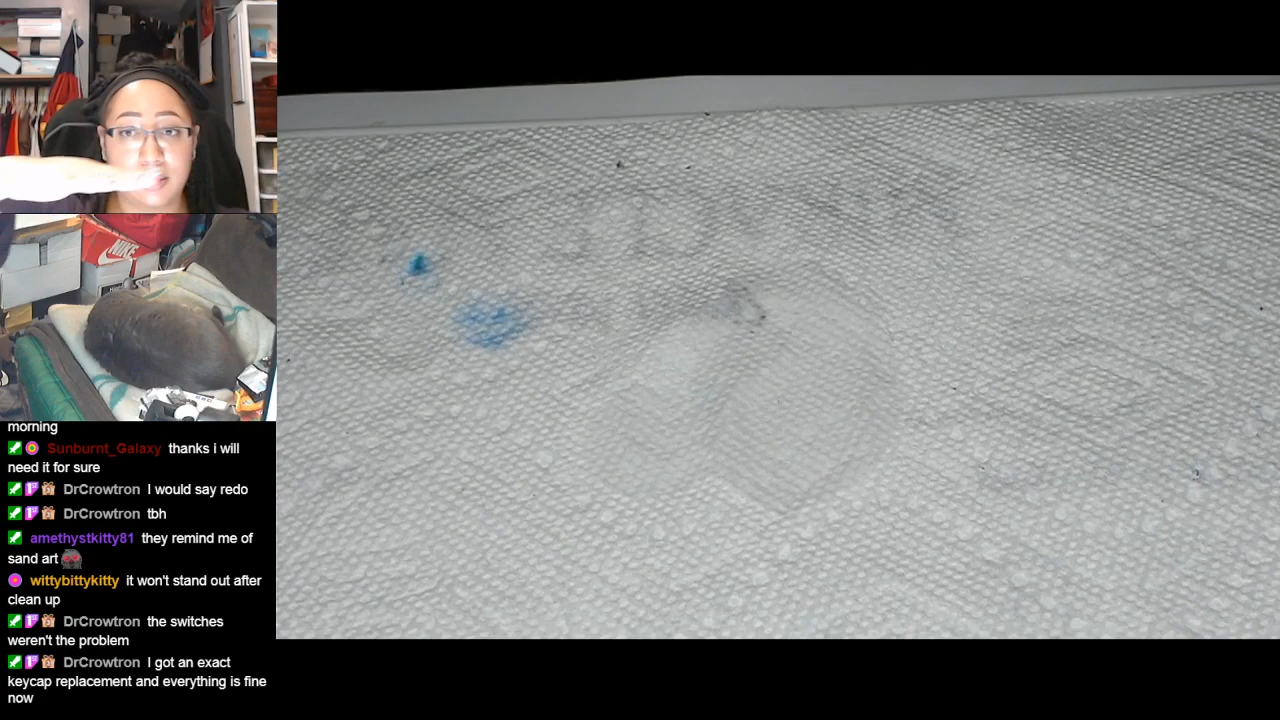 NIKE
morning
Sunburnt_Galaxy thanks i will
need it for sure
DrCrowtron I would say redo
DrCrowtron tbh
amethystkitty81 they remind me of
sand art
wittybittykitty it won't stand out after
clean up
DrCrowtron the switches
weren't the problem
DrCrowtron I got an exact
keycap replacement and everything is fine
now